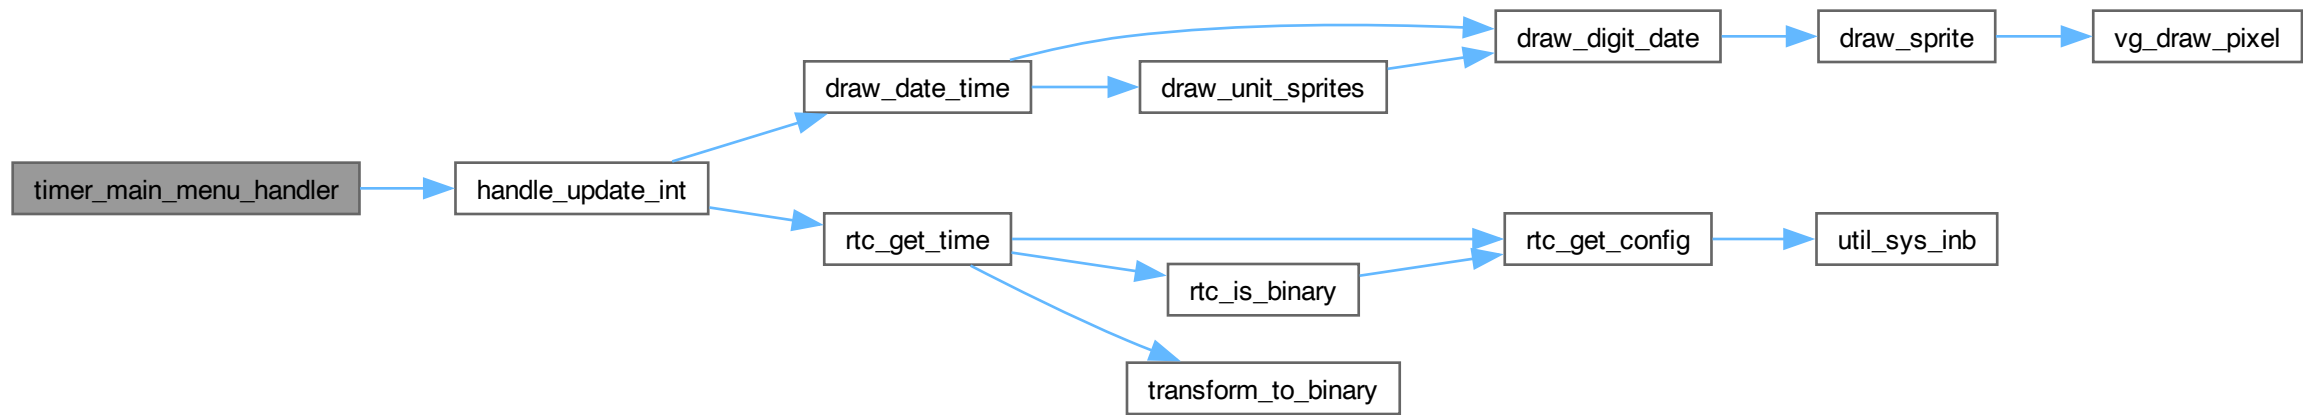 draw_digit_date
draw_sprite
vg_draw_pixel
draw_date_time
draw_unit_sprites
timer_main_menu_handler
handle_update_int
rtc_get_time
rtc_get_config
util_sys_inb
rtc_is_binary
transform_to_binary